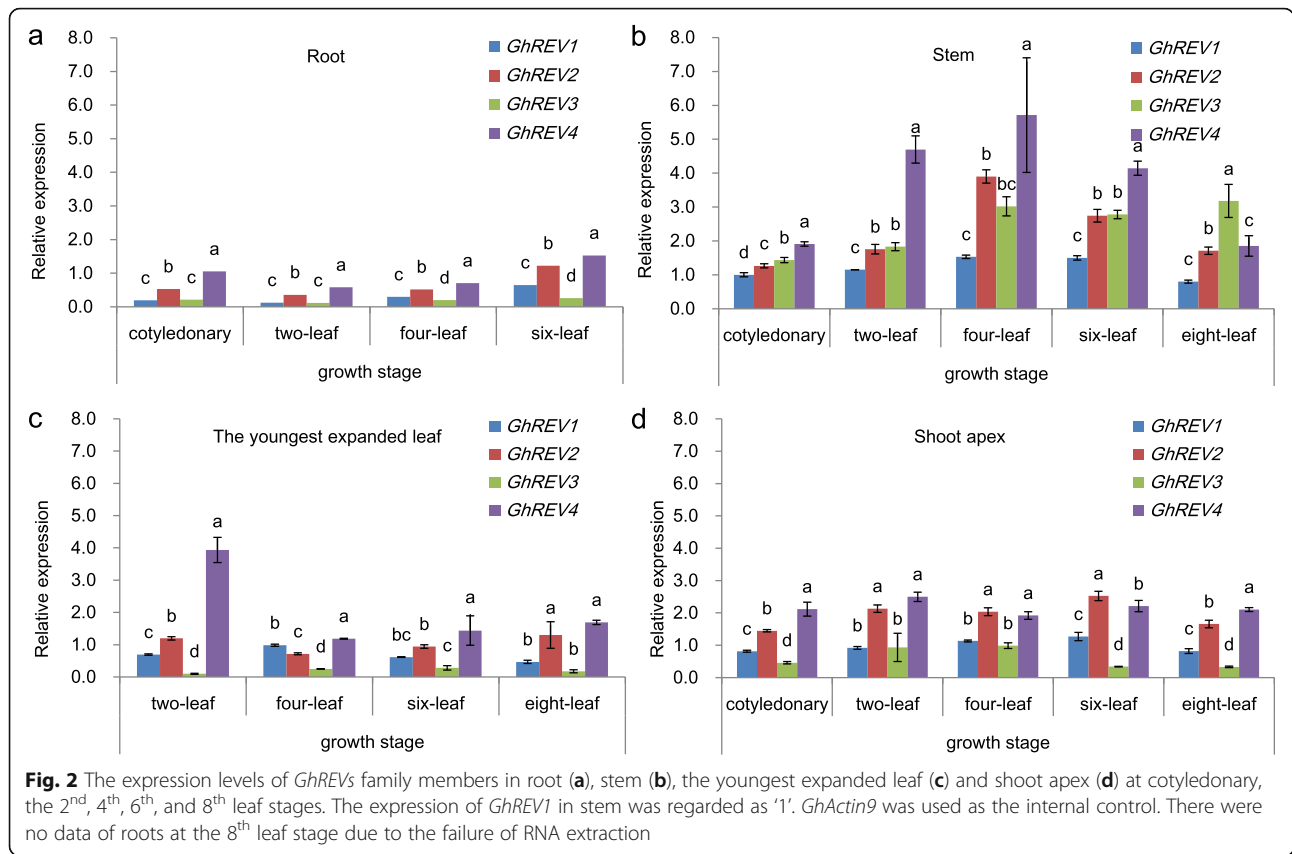 a
Root
GhREV1
GhREV2
GhREV3
GhREV4
Relative expression
8.0
7.0
6.0
5.0
4.0
3.0
2.0
1.0
0.0
c b c a
c b c a
c b d a
c b d a
cotyledonary two-leaf four-leaf six-leaf
growth stage
b
Stem
GhREV1
GhREV2
GhREV3
GhREV4
Relative expression
8.0
7.0
6.0
5.0
4.0
3.0
2.0
1.0
0.0
d c b a
c b b a
c b bc a
c b b a
c b a c
cotyledonary two-leaf four-leaf six-leaf eight-leaf
growth stage
c
The youngest expanded leaf
GhREV1
GhREV2
GhREV3
GhREV4
Relative expression
8.0
7.0
6.0
5.0
4.0
3.0
2.0
1.0
0.0
c b d a
b c d a
bc b c a
b a b a
two-leaf four-leaf six-leaf eight-leaf
growth stage
d
Shoot apex
GhREV1
GhREV2
GhREV3
GhREV4
Relative expression
8.0
7.0
6.0
5.0
4.0
3.0
2.0
1.0
0.0
c b d a
b a b a
b a b a
c a d b
c b d a
cotyledonary two-leaf four-leaf six-leaf eight-leaf
growth stage
Fig. 2 The expression levels of GhREVs family members in root (a), stem (b), the youngest expanded leaf (c) and shoot apex (d) at cotyledonary,
the 2nd, 4th, 6th, and 8th leaf stages. The expression of GhREV1 in stem was regarded as ‘1’. GhActin9 was used as the internal control. There were
no data of roots at the 8th leaf stage due to the failure of RNA extraction